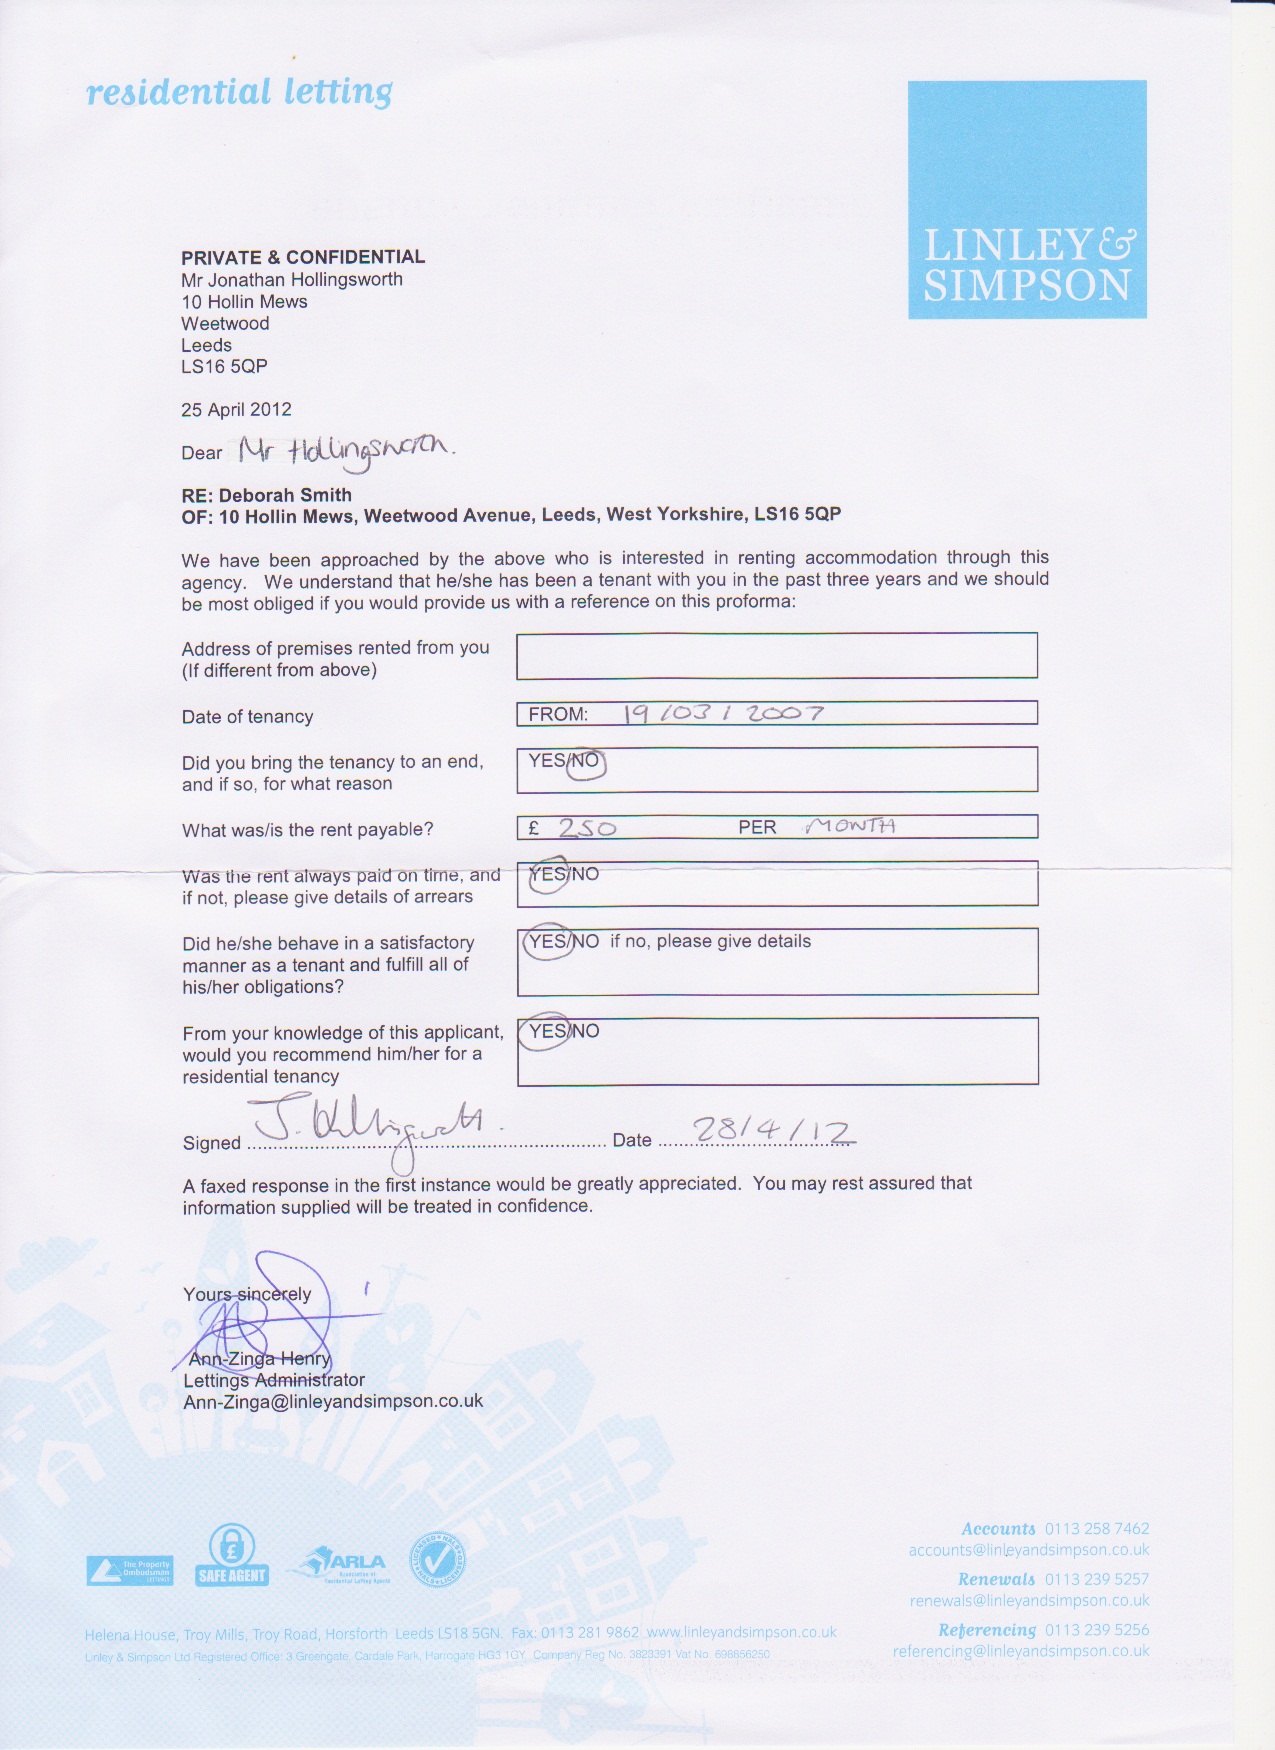 residential letting
LINLEY&
SIMPSON
PRIVATE & CONFIDENTIAL
Mr Jonathan Hollingsworth
10 Hollin Mews
Weetwood
Leeds
LS16 5QP
25 April 2012
Dear Mr Hollingsworth.
RE: Deborah Smith
OF: 10 Hollin Mews, Weetwood Avenue, Leeds, West Yorkshire, LS16 5QP
We have been approached by the above who is interested in renting accommodation through this
agency. We understand that he/she has been a tenant with you in the past three years and we should
be most obliged if you would provide us with a reference on this proforma:
Address of premises rented from you
(If different from above)
Date of tenancy FROM: 19/03/2007
Did you bring the tenancy to an end, YES/NO
and if so, for what reason
What was/is the rent payable? £ 250 PER MONTH
Was the rent always paid on time, and YES/NO
if not, please give details of arrears
Did he/she behave in a satisfactory YES/NO if no, please give details
manner as a tenant and fulfill all of
his/her obligations?
From your knowledge of this applicant, YES/NO
would you recommend him/her for a
residential tenancy
Signed J. Hollingsworth. Date 28/4/12
A faxed response in the first instance would be greatly appreciated. You may rest assured that
information supplied will be treated in confidence.
Yours sincerely
Ann-Zinga Henry
Lettings Administrator
Ann-Zinga@linleyandsimpson.co.uk
The Property
Ombudsman
LETTINGS
SAFE AGENT
ARLA
Association of
Residential Letting Agents
LICENSED NALS LICENSED NALS
Accounts 0113 258 7462
accounts@linleyandsimpson.co.uk
Renewals 0113 239 5257
renewals@linleyandsimpson.co.uk
Referencing 0113 239 5256
referencing@linleyandsimpson.co.uk
Helena House, Troy Mills, Troy Road, Horsforth Leeds LS18 5GN. Fax: 0113 281 9862 www.linleyandsimpson.co.uk
Linley & Simpson Ltd Registered Office: 3 Greengate, Cardale Park, Harrogate HG3 1GY Company Reg No. 3828391 Vat No. 698856250